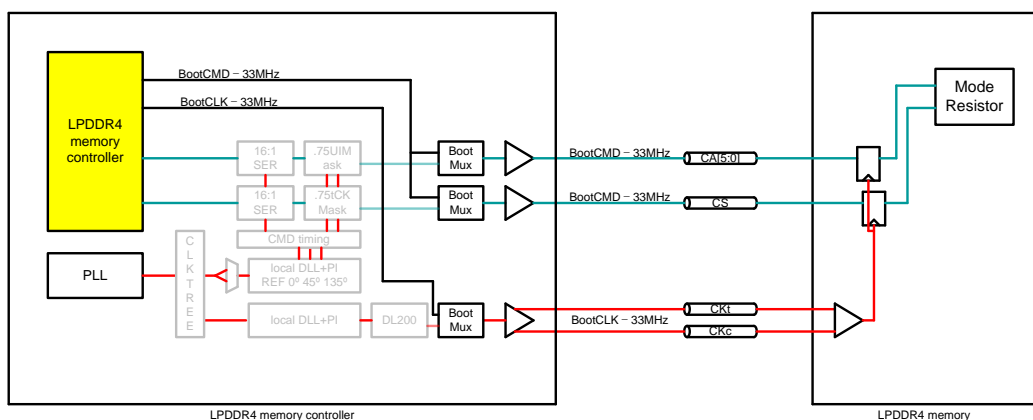 BootCMD – 33MHz
BootCLK – 33MHz
LPDDR4
memory
controller
16:1
SER
.75UIM
ask
Boot
Mux
BootCMD – 33MHz
CA[5:0]
Mode
Resistor
16:1
SER
.75tCK
Mask
Boot
Mux
BootCMD – 33MHz
CS
CMD timing
PLL
CLKTREE
local DLL+PI
REF 0º 45º 135º
local DLL+PI
DL200
Boot
Mux
BootCLK – 33MHz
CKt
CKc
LPDDR4 memory controller
LPDDR4 memory